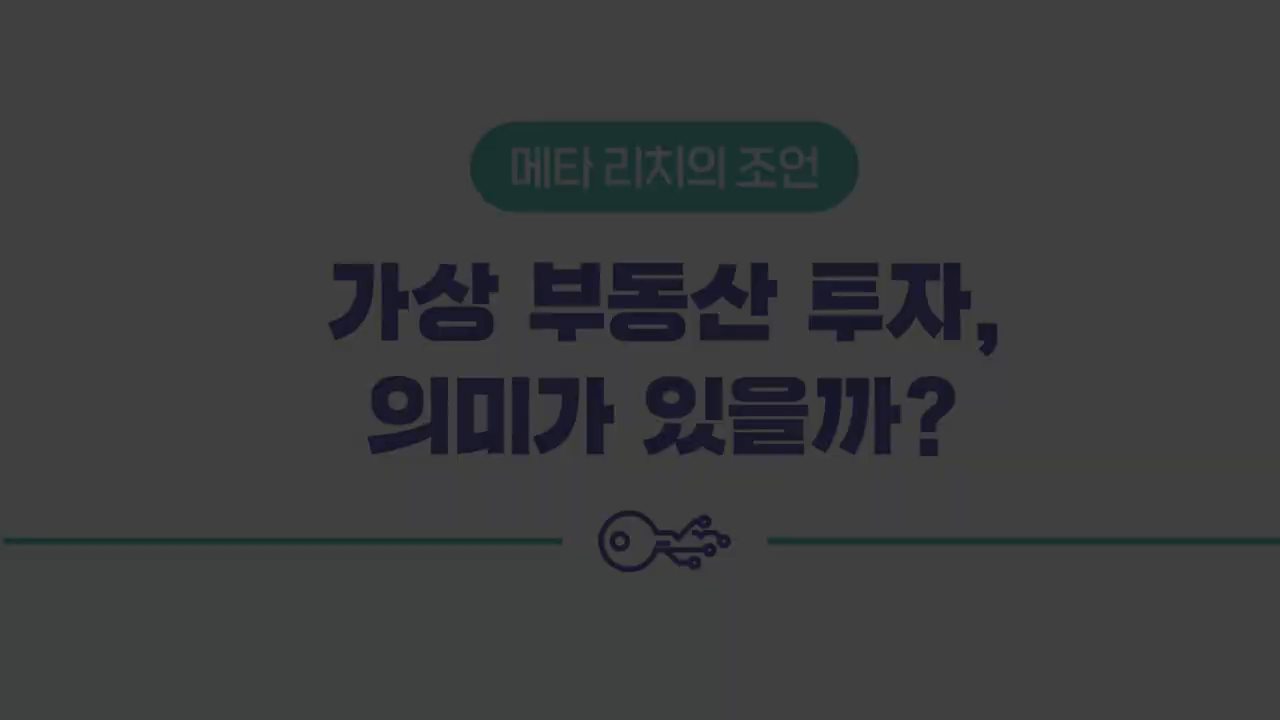 메타 리치의 조언
가상 부동산 투자,
의미가 있을까?